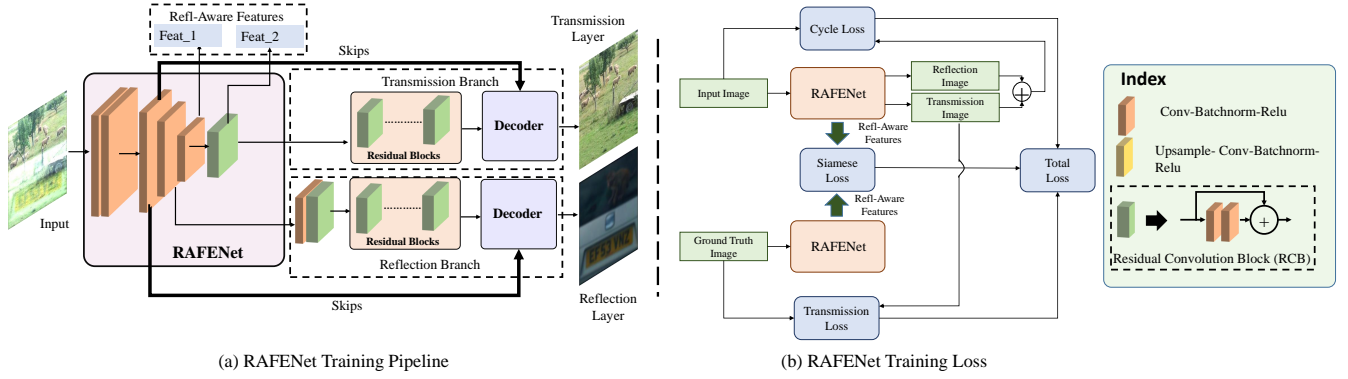 Refl-Aware Features
Feat_1
Feat_2
Skips
Transmission
Layer
Transmission Branch
Residual Blocks
Decoder
Input
RAFENet
Residual Blocks
Decoder
Reflection Branch
Skips
EF53 VNZ
Reflection
Layer
(a) RAFENet Training Pipeline
Cycle Loss
Input Image
RAFENet
Reflection
Image
Transmission
Image
Refl-Aware
Features
Siamese
Loss
Total
Loss
Refl-Aware
Features
Ground Truth
Image
RAFENet
Transmission
Loss
(b) RAFENet Training Loss
Index
Conv-Batchnorm-Relu
Upsample- Conv-Batchnorm-
Relu
Residual Convolution Block (RCB)